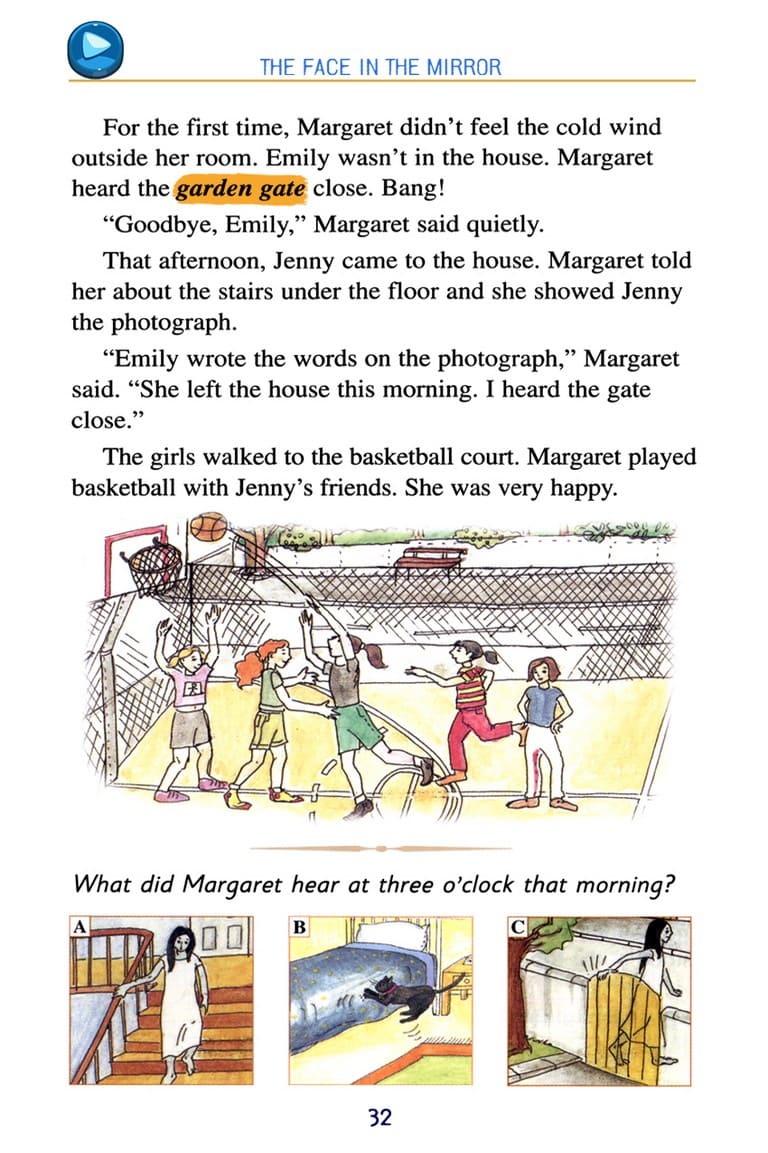 THE FACE IN THE MIRROR
For the first time, Margaret didn’t feel the cold wind
outside her room. Emily wasn’t in the house. Margaret
heard the garden gate close. Bang!
“Goodbye, Emily,” Margaret said quietly.
That afternoon, Jenny came to the house. Margaret told
her about the stairs under the floor and she showed Jenny
the photograph.
“Emily wrote the words on the photograph,” Margaret
said. “She left the house this morning. I heard the gate
close.”
The girls walked to the basketball court. Margaret played
basketball with Jenny’s friends. She was very happy.
What did Margaret hear at three o’clock that morning?
A
B
C
32